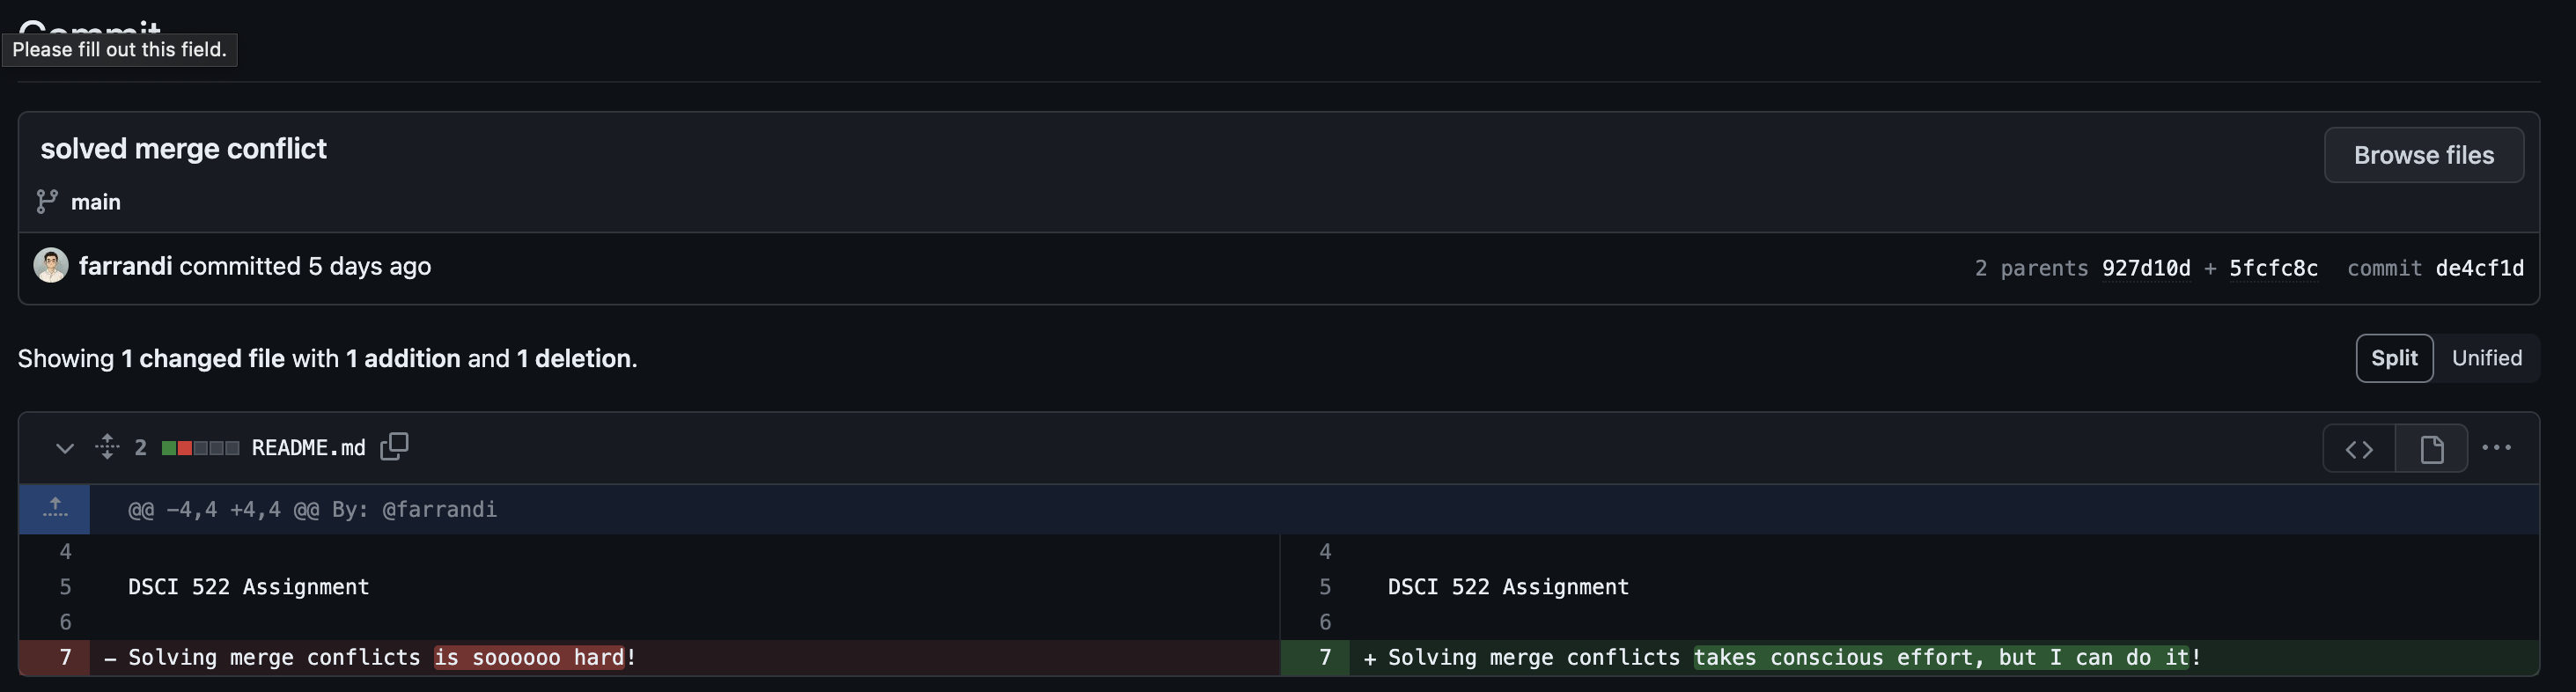 Commit
Please fill out this field.
solved merge conflict
Browse files
main
farrandi committed 5 days ago
2 parents 927d10d + 5fcfc8c commit de4cf1d
Showing 1 changed file with 1 addition and 1 deletion.
Split Unified
2 README.md
@@ -4,4 +4,4 @@ By: @farrandi
4 4
5 DSCI 522 Assignment 5 DSCI 522 Assignment
6 6
7 - Solving merge conflicts is soooooo hard! 7 + Solving merge conflicts takes conscious effort, but I can do it!